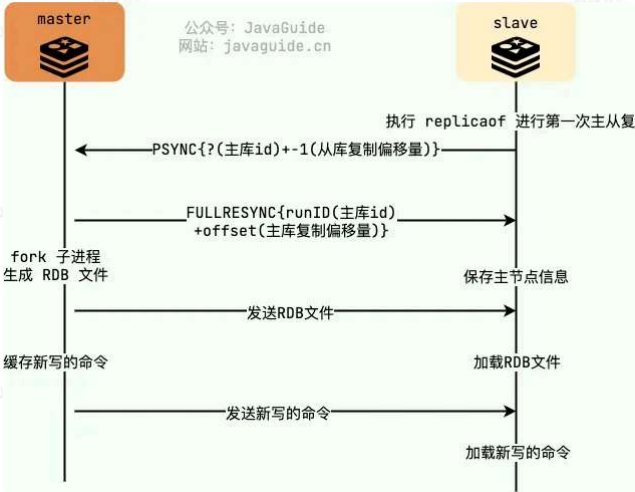 master
公众号：JavaGuide
网站：javaguide.cn
slave
执行 replicaof 进行第一次主从复
PSYNC{?(主库id)+-1(从库复制偏移量)}
FULLRESYNC{runID(主库id)
+offset(主库复制偏移量)}
fork 子进程
生成 RDB 文件
保存主节点信息
发送RDB文件
缓存新写的命令
加载RDB文件
发送新写的命令
加载新写的命令